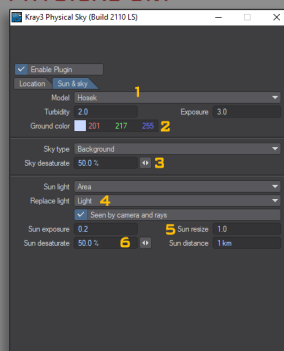 Kray3 Physical Sky (Build 2110 LS)
Enable Plugin
Location Sun & sky
1
Model Hosek
Turbidity 2.0 Exposure 3.0
Ground color 201 217 255 2
Sky type Background
Sky desaturate 50.0 % 3
Sun light Area
Replace light Light 4
Seen by camera and rays
Sun exposure 0.2 5 Sun resize 1.0
Sun desaturate 50.0 % 6 Sun distance 1 km